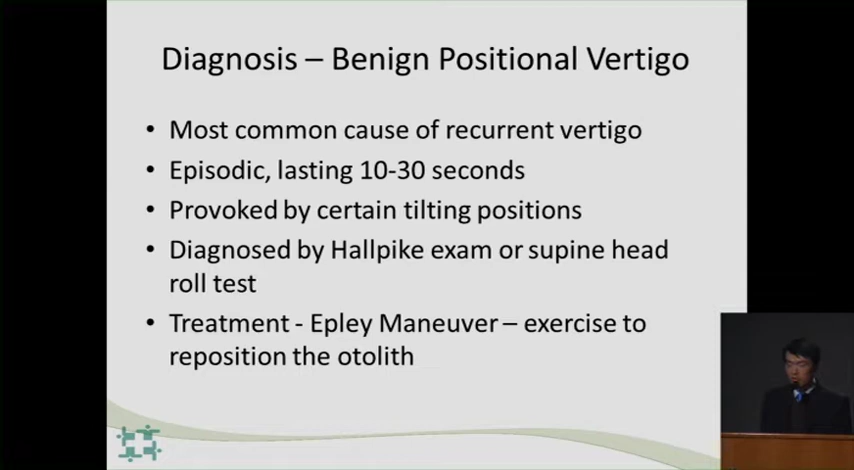 Diagnosis – Benign Positional Vertigo
• Most common cause of recurrent vertigo
• Episodic, lasting 10-30 seconds
• Provoked by certain tilting positions
• Diagnosed by Hallpike exam or supine head
roll test
• Treatment - Epley Maneuver – exercise to
reposition the otolith